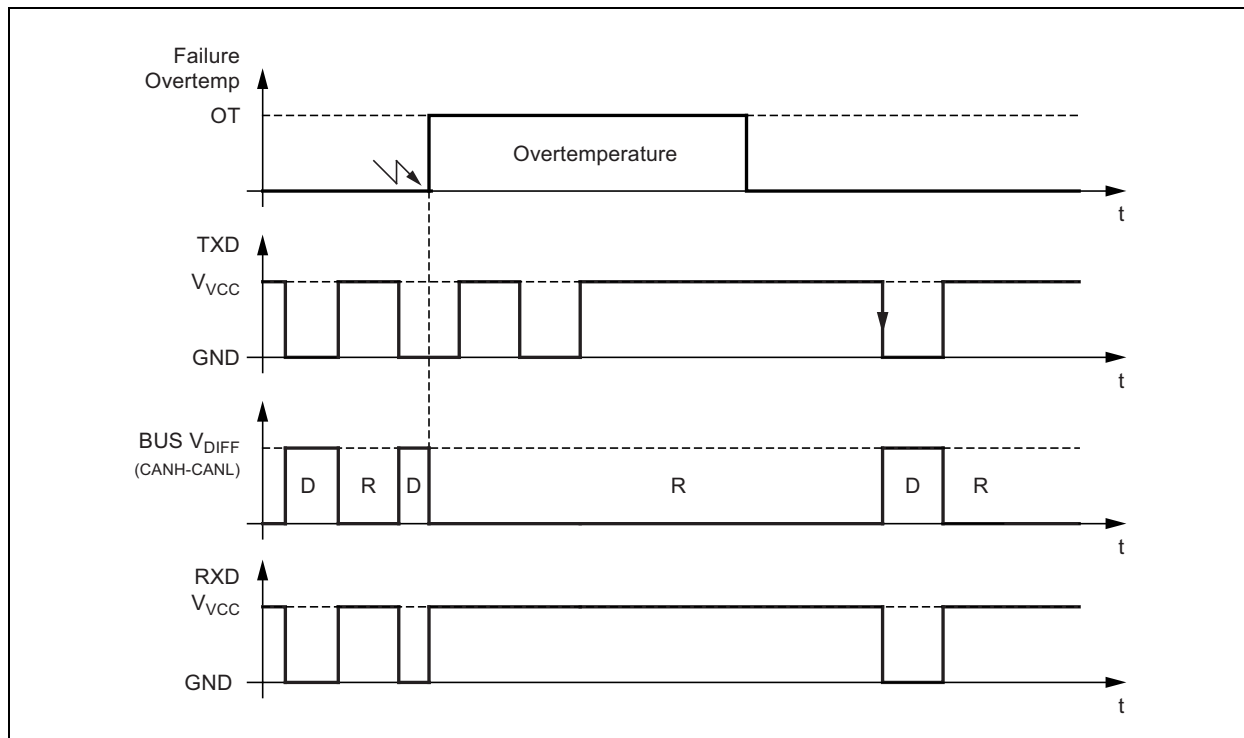 Failure
Overtemp
OT
Overtemperature
t
TXD
V_VCC
GND
t
BUS V_DIFF
(CANH-CANL)
D R D R D R
t
RXD
V_VCC
GND
t